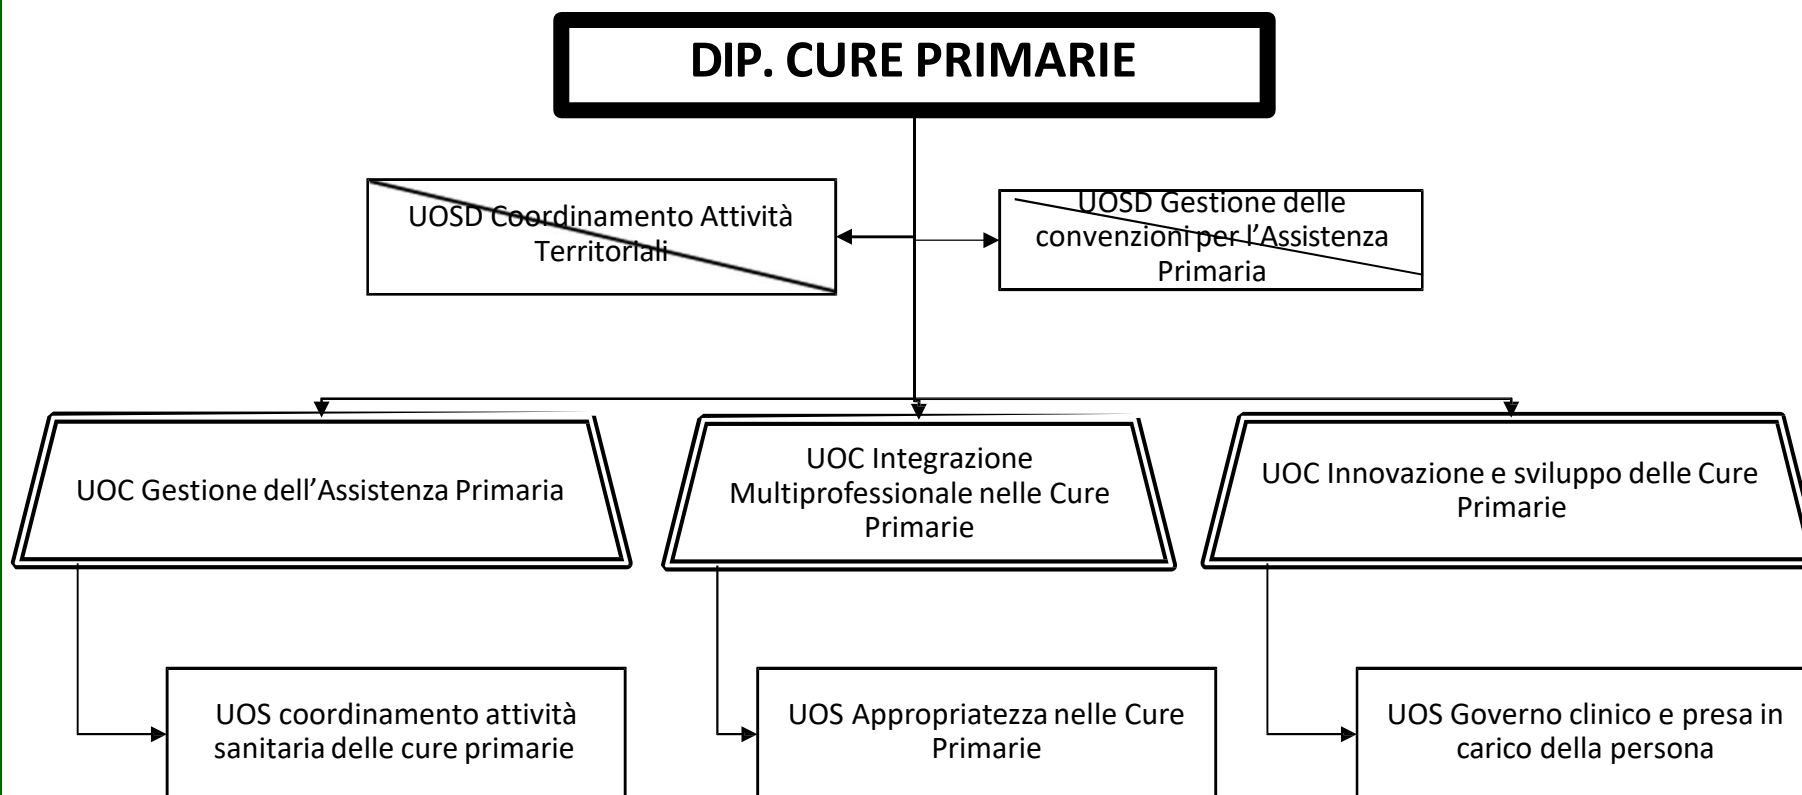 DIP. CURE PRIMARIE
UOSD Coordinamento Attività
Territoriali
UOSD Gestione delle
convenzioni per l’Assistenza
Primaria
UOC Gestione dell’Assistenza Primaria
UOC Integrazione
Multiprofessionale nelle Cure
Primarie
UOC Innovazione e sviluppo delle Cure
Primarie
UOS coordinamento attività
sanitaria delle cure primarie
UOS Appropriatezza nelle Cure
Primarie
UOS Governo clinico e presa in
carico della persona